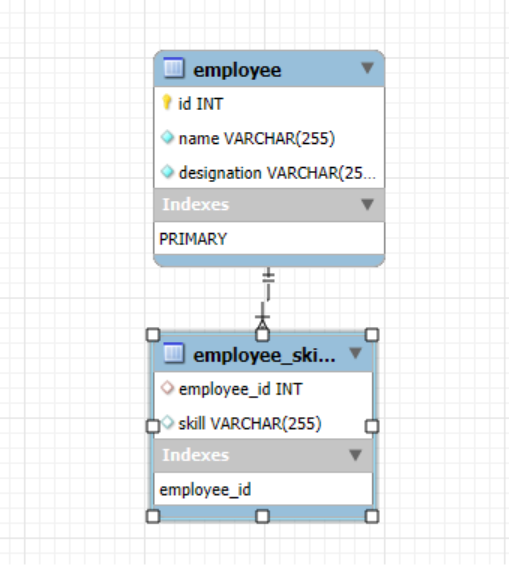 employee
id INT
name VARCHAR(255)
designation VARCHAR(25...
Indexes
PRIMARY
employee_ski...
employee_id INT
skill VARCHAR(255)
Indexes
employee_id